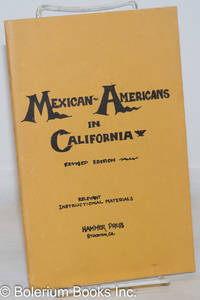 MEXICAN-AMERICANS
IN
CALIFORNIA
REVISED EDITION
RELEVANT
INSTRUCTIONAL MATERIALS
HAMMER PRESS
STOCKTON, CA.
© Bolerium Books Inc.